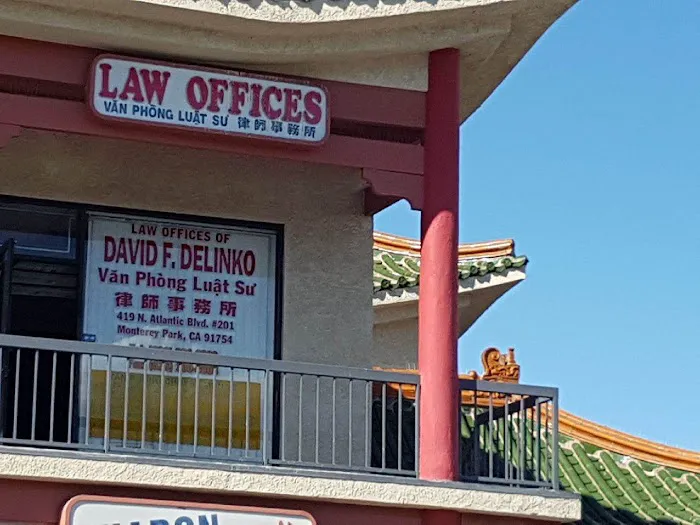 LAW OFFICES
VĂN PHÒNG LUẬT SƯ 律師事務所
LAW OFFICES OF
DAVID F. DELINKO
Văn Phòng Luật Sư
律師事務所
419 N. Atlantic Blvd. #201
Monterey Park, CA 91754